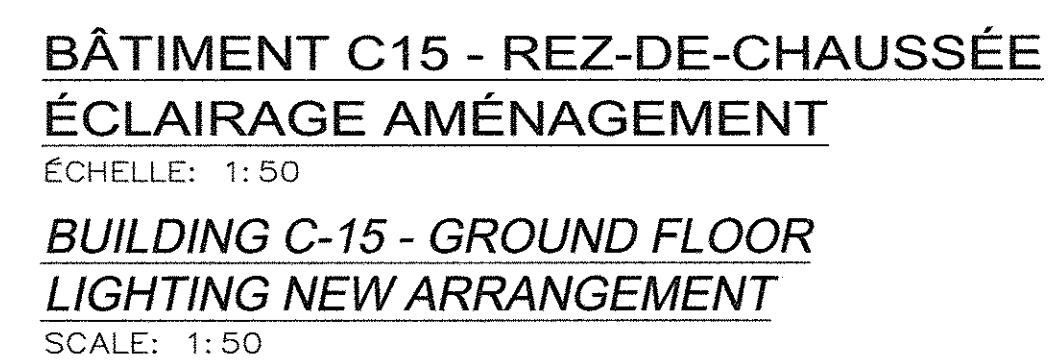 BÂTIMENT C15 - REZ-DE-CHAUSSÉE
ÉCLAIRAGE AMÉNAGEMENT
ÉCHELLE: 1:50
BUILDING C-15 - GROUND FLOOR
LIGHTING NEW ARRANGEMENT
SCALE: 1:50